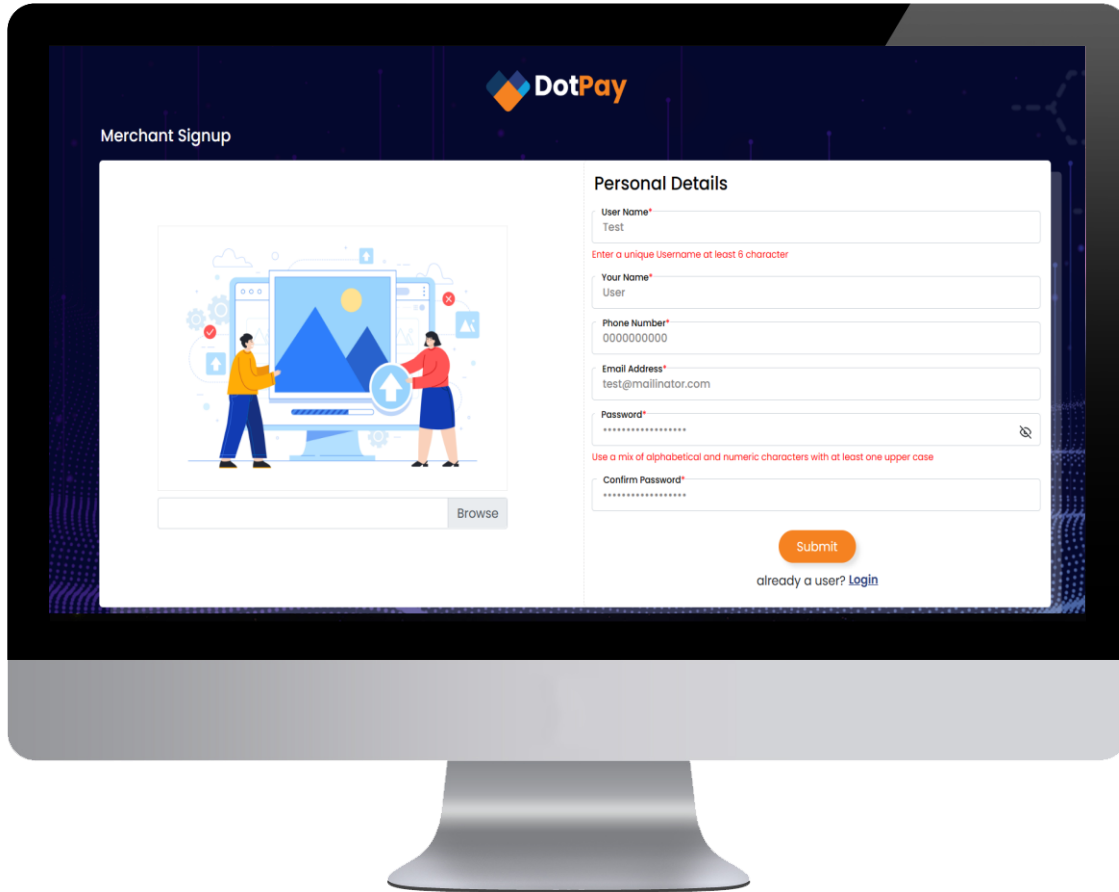 DotPay
Merchant Signup
Personal Details
User Name*
Test
Enter a unique Username at least 6 character
Your Name*
User
Phone Number*
0000000000
Email Address*
test@mailinator.com
Password*
******************
Use a mix of alphabetical and numeric characters with at least one upper case
Confirm Password*
******************
Browse
Submit
already a user? Login